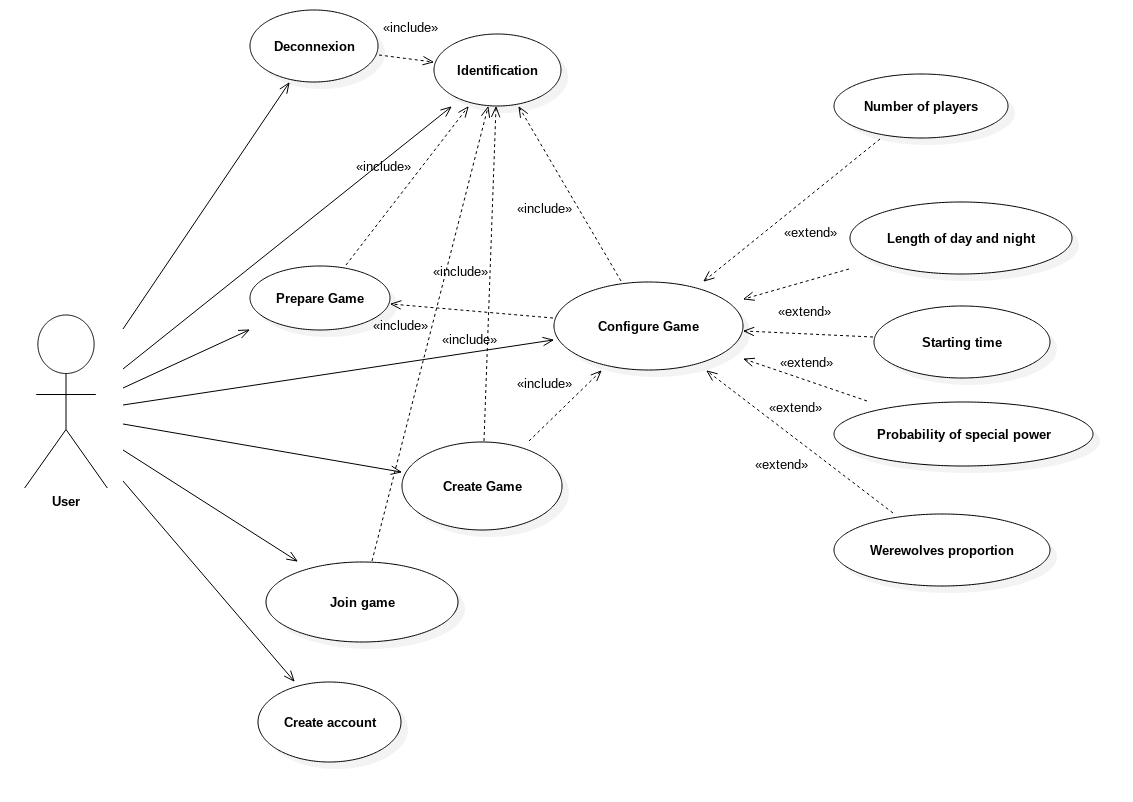 «include»
Deconnexion
Identification
Number of players
«include»
«include»
«extend»
Length of day and night
«include»
Prepare Game
«extend»
«include»
Configure Game
«include»
Starting time
«extend»
«include»
«extend»
Probability of special power
«extend»
Create Game
User
Werewolves proportion
Join game
Create account